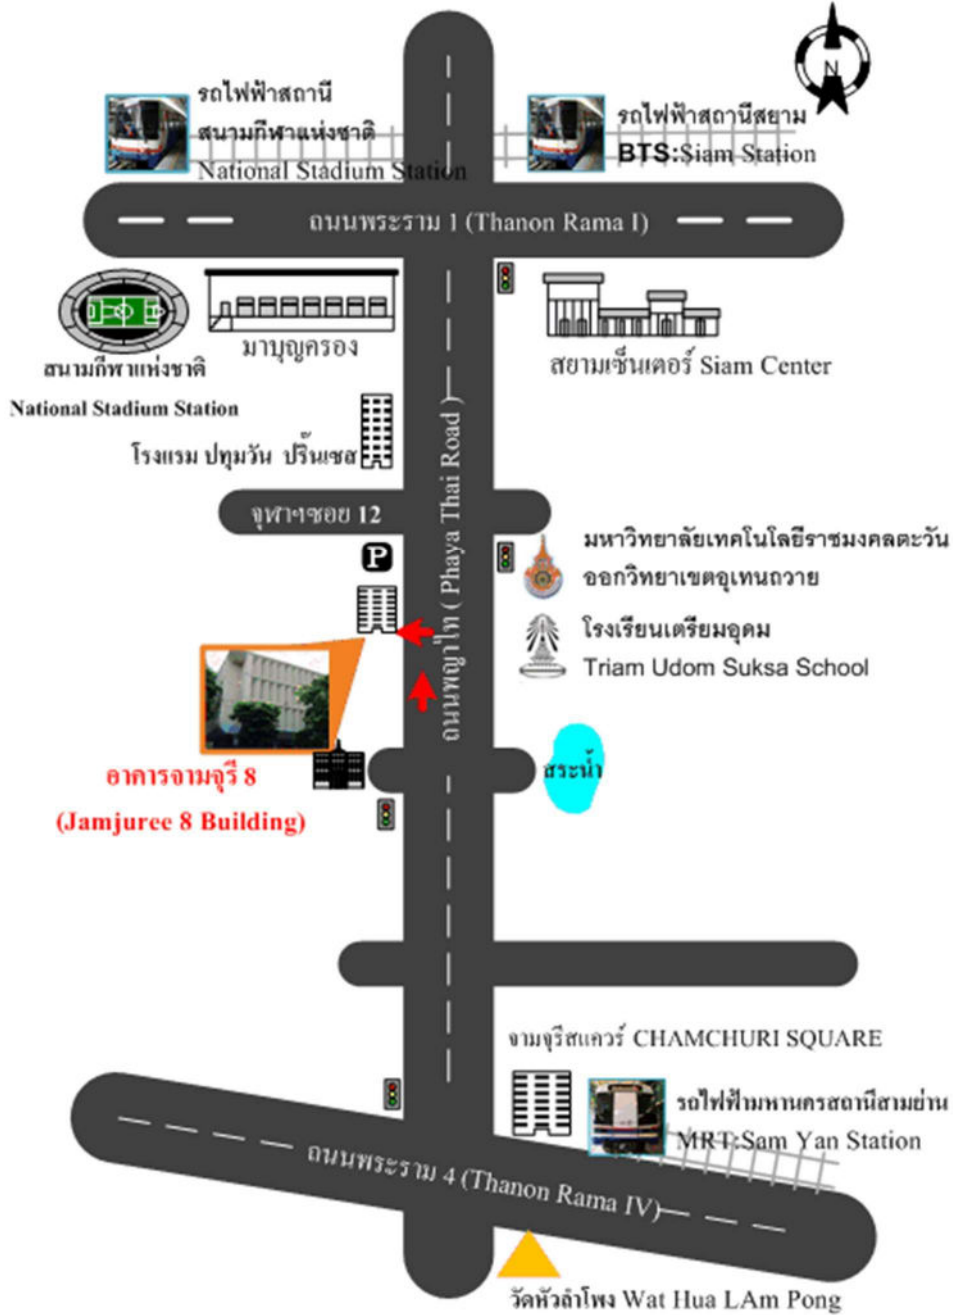 N
รถไฟฟ้าสถานี
สนามกีฬาแห่งชาติ
National Stadium Station
รถไฟฟ้าสถานีสยาม
BTS:Siam Station
ถนนพระราม 1 (Thanon Rama I)
สนามกีฬาแห่งชาติ
National Stadium Station
มาบุญครอง
สยามเซ็นเตอร์ Siam Center
โรงแรม ปทุมวัน ปริ๊นเซส
ถนนพญาไท ( Phaya Thai Road )
จุฬาฯซอย 12
P
มหาวิทยาลัยเทคโนโลยีราชมงคลตะวัน
ออกวิทยาเขตอุเทนถวาย
โรงเรียนเตรียมอุดม
Triam Udom Suksa School
อาคารจามจุรี 8
(Jamjuree 8 Building)
สระน้ำ
จามจุรีสแควร์ CHAMCHURI SQUARE
รถไฟฟ้ามหานครสถานีสามย่าน
MRT:Sam Yan Station
ถนนพระราม 4 (Thanon Rama IV)
วัดหัวลำโพง Wat Hua LAm Pong